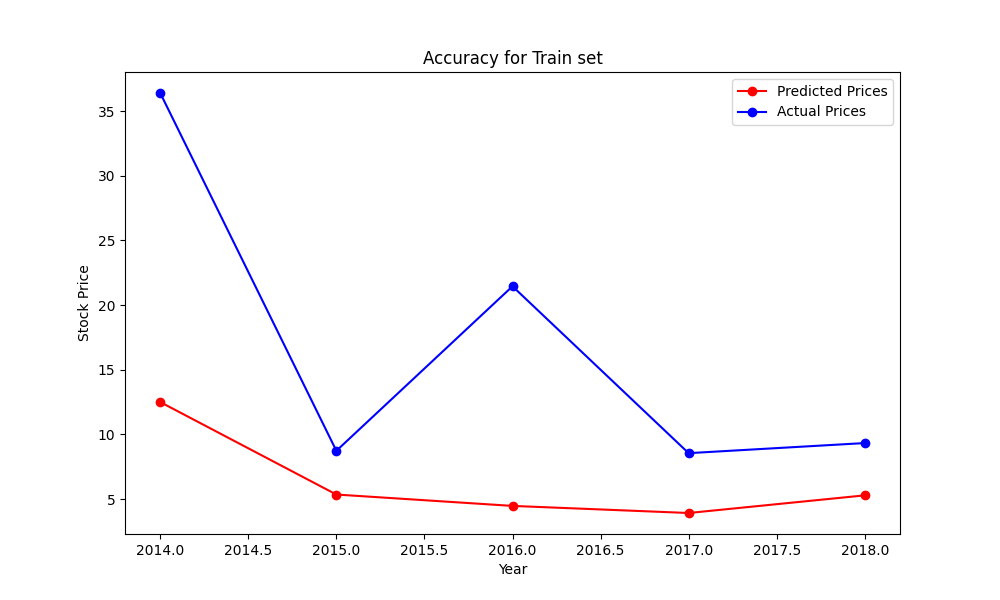 Accuracy for Train set
Predicted Prices
Actual Prices
Stock Price
35
30
25
20
15
10
5
2014.0 2014.5 2015.0 2015.5 2016.0 2016.5 2017.0 2017.5 2018.0
Year